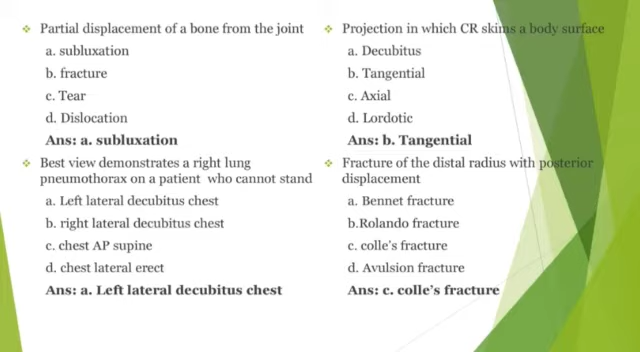 Partial displacement of a bone from the joint
a. subluxation
b. fracture
c. Tear
d. Dislocation
Ans: a. subluxation
Best view demonstrates a right lung
pneumothorax on a patient who cannot stand
a. Left lateral decubitus chest
b. right lateral decubitus chest
c. chest AP supine
d. chest lateral erect
Ans: a. Left lateral decubitus chest
Projection in which CR skims a body surface
a. Decubitus
b. Tangential
c. Axial
d. Lordotic
Ans: b. Tangential
Fracture of the distal radius with posterior
displacement
a. Bennet fracture
b.Rolando fracture
c. colle's fracture
d. Avulsion fracture
Ans: c. colle's fracture